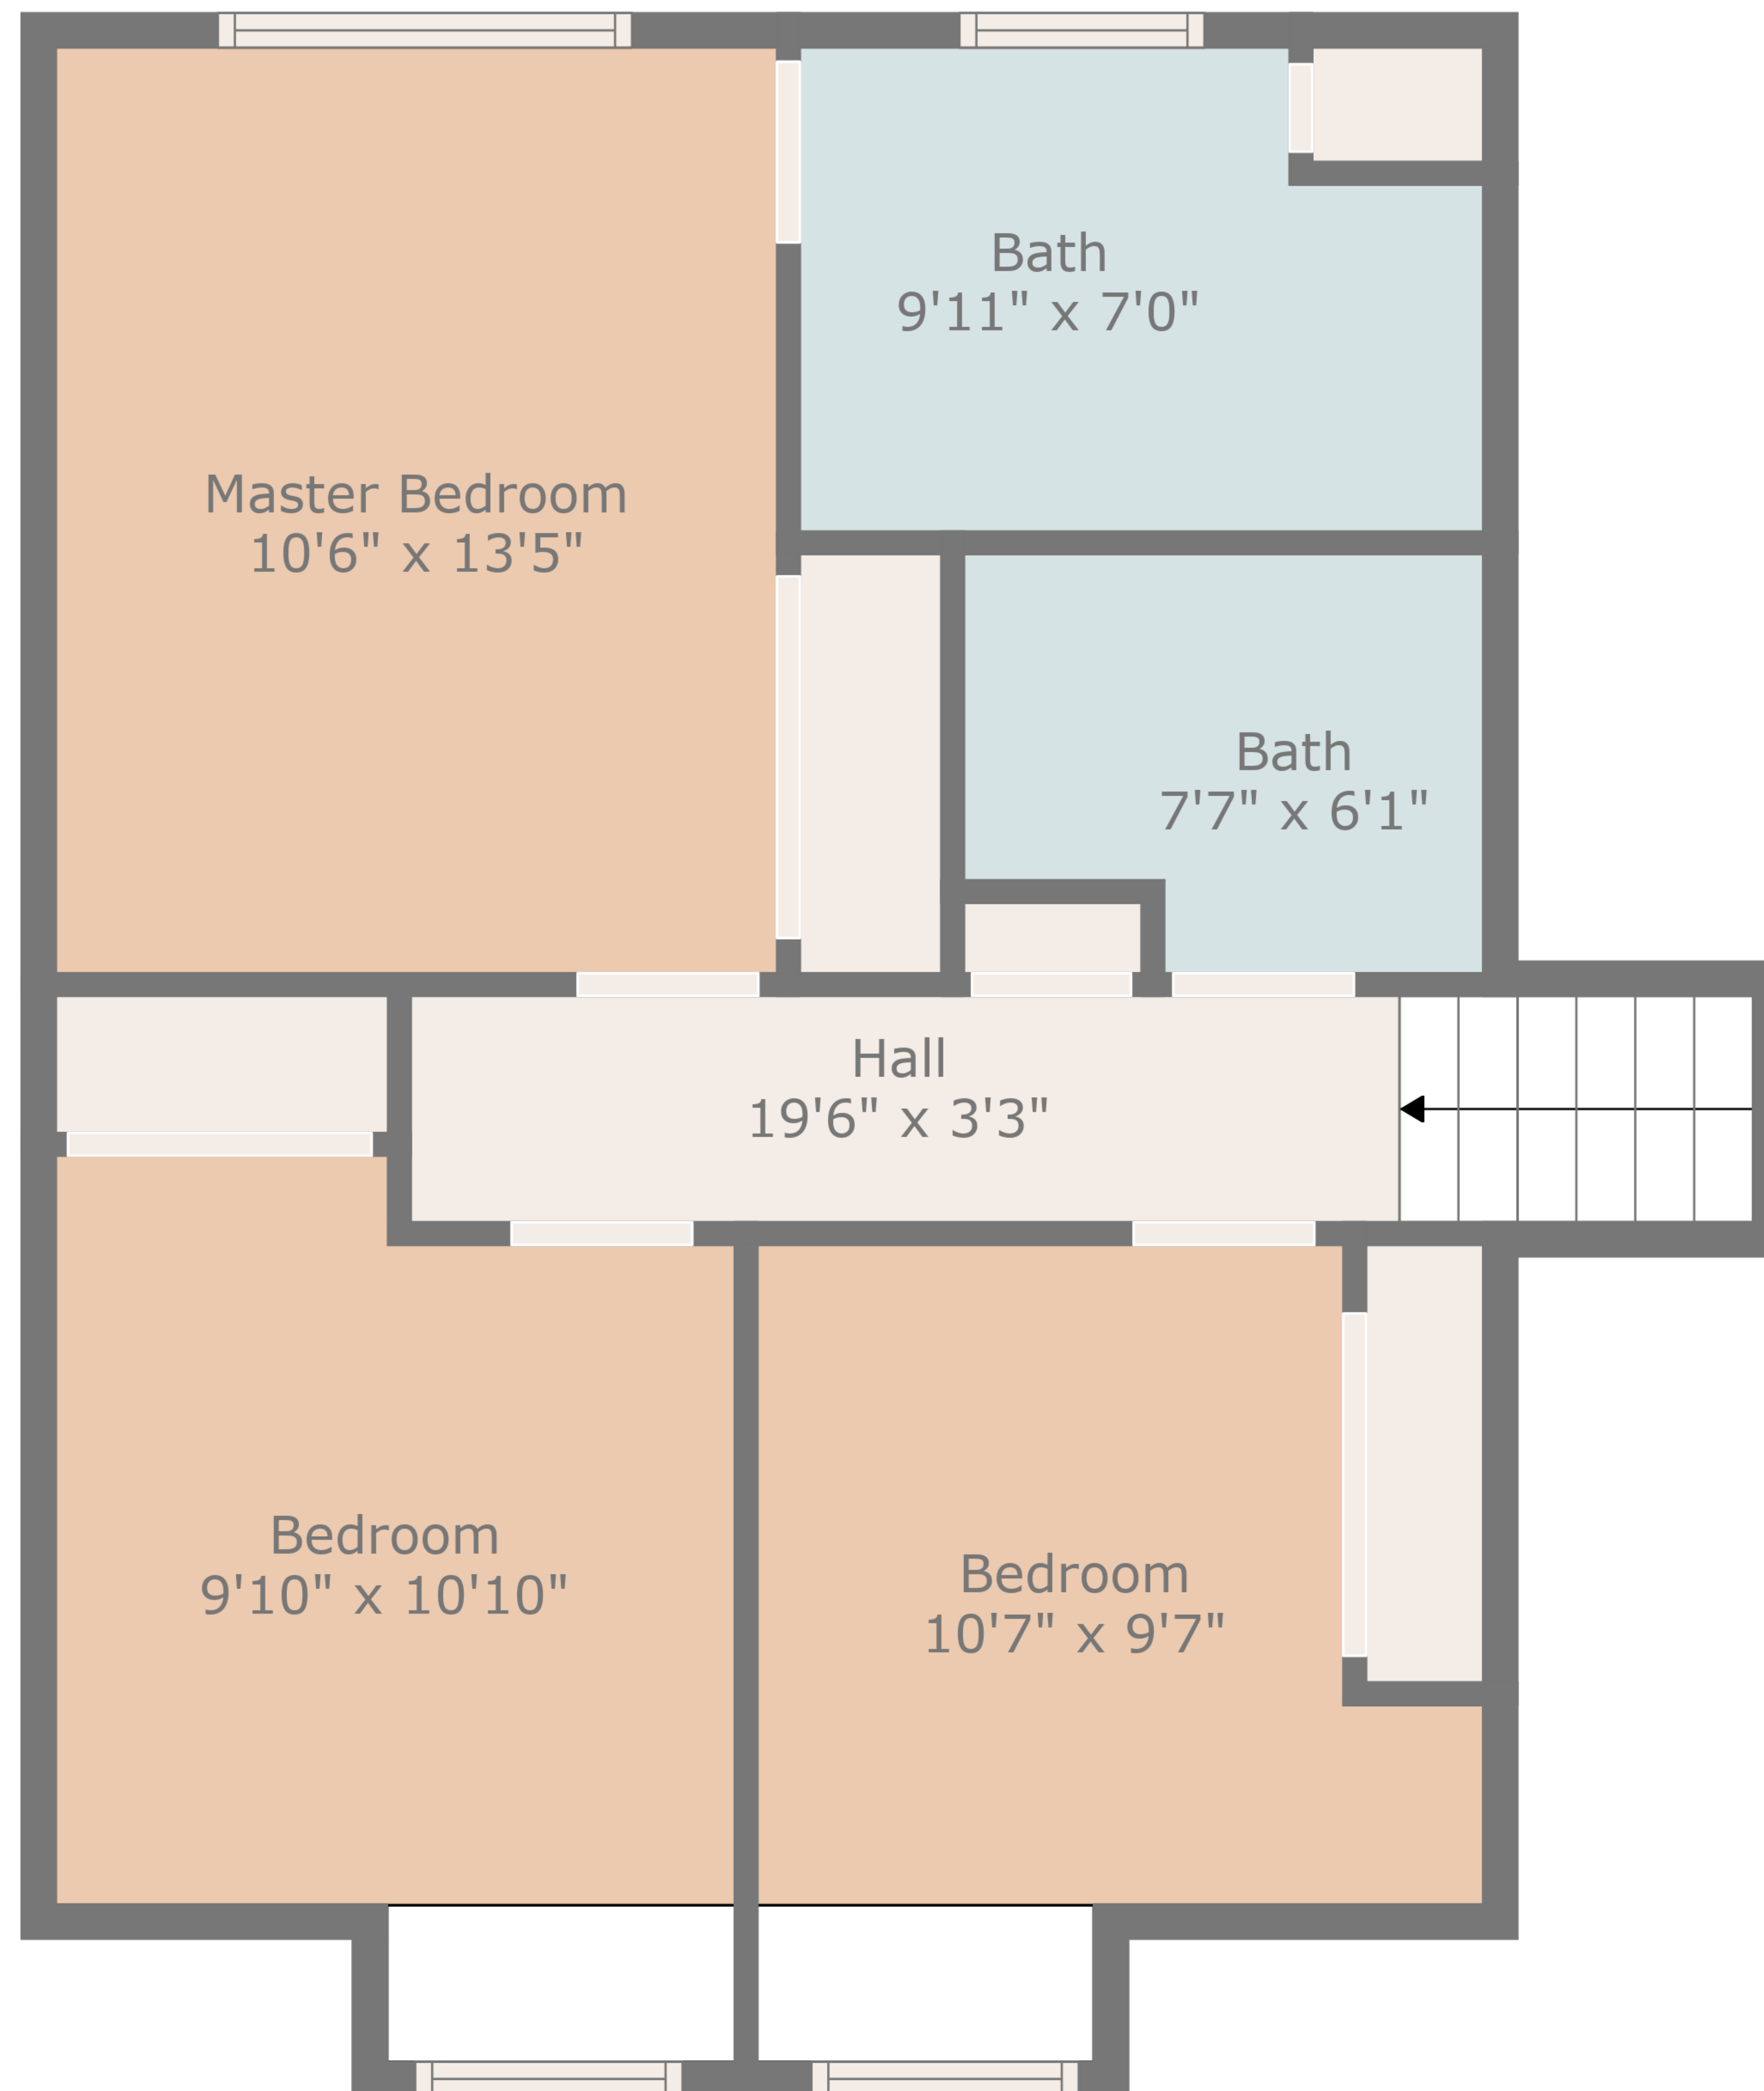 Bath
9'11" x 7'0"
Master Bedroom
10'6" x 13'5"
Bath
7'7" x 6'1"
Hall
19'6" x 3'3"
Bedroom
9'10" x 10'10"
Bedroom
10'7" x 9'7"